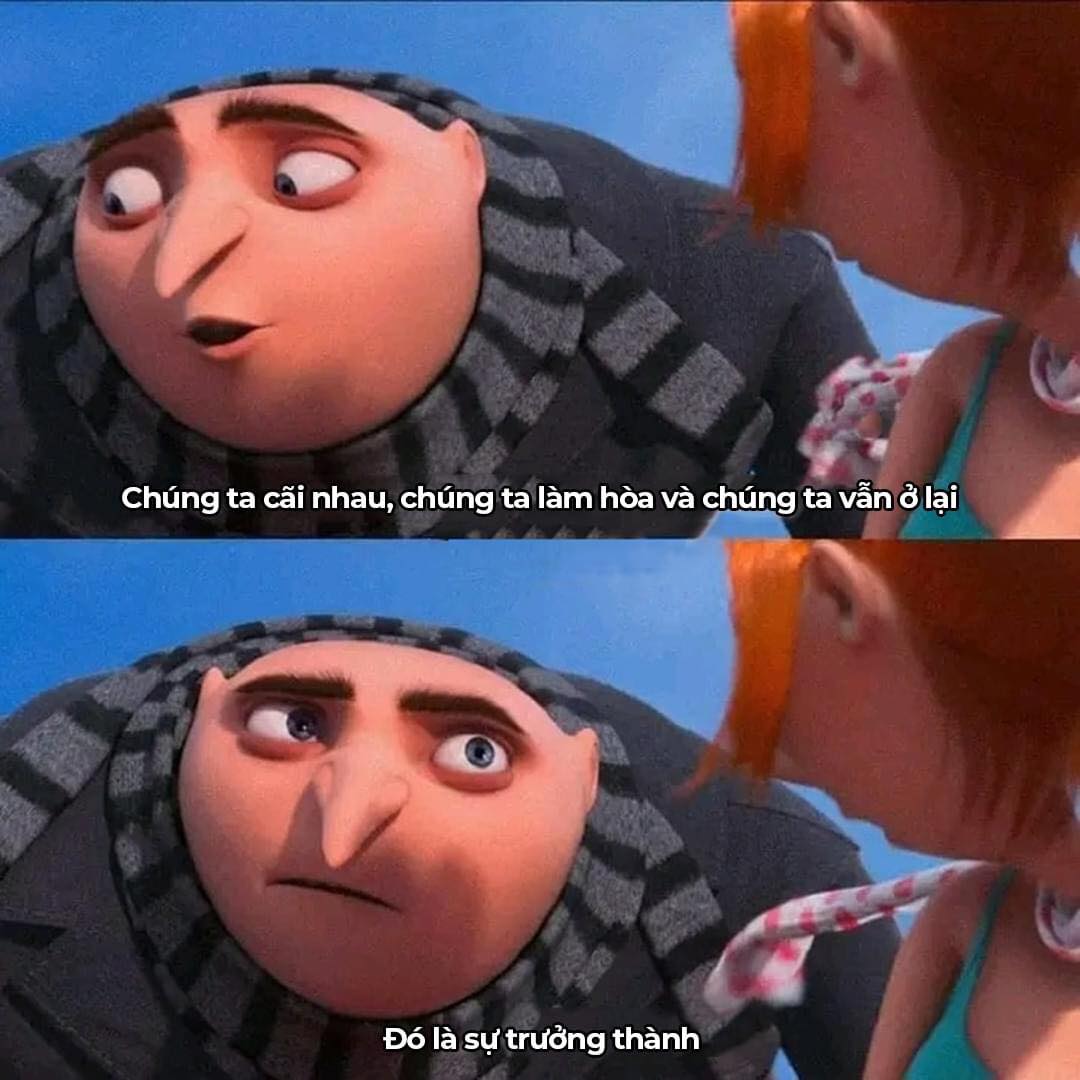 Chúng ta cãi nhau, chúng ta làm hòa và chúng ta vẫn ở lại
Đó là sự trưởng thành